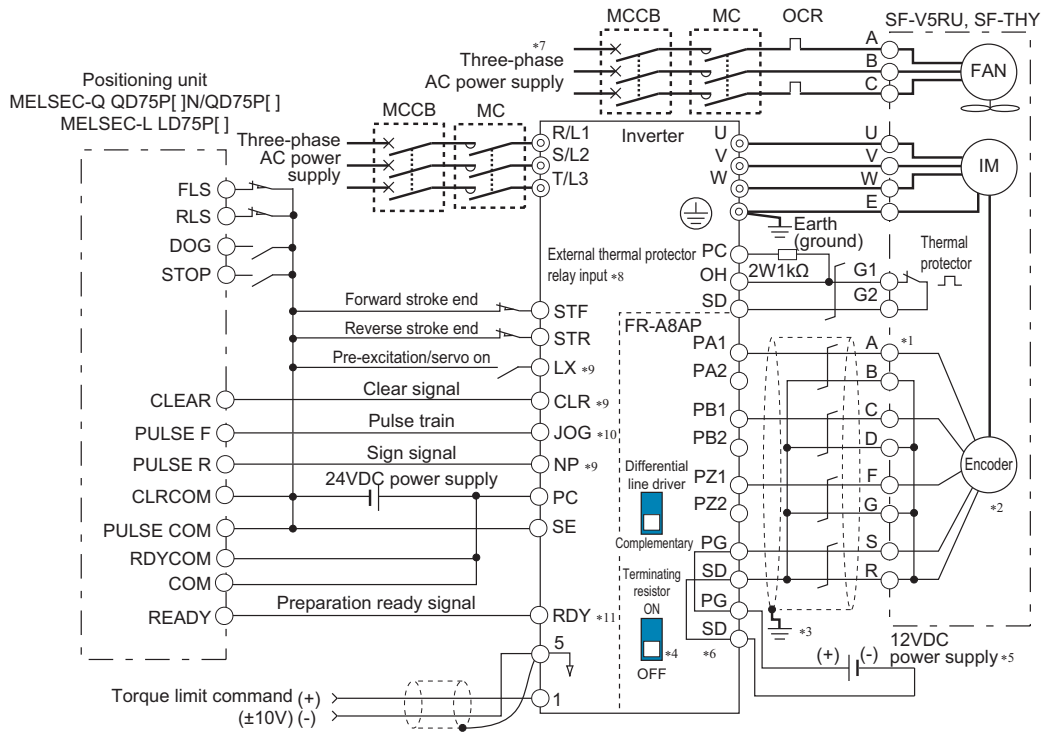 MCCB MC OCR SF-V5RU, SF-THY
*7
Three-phase
AC power supply
A
B
C
FAN
Positioning unit
MELSEC-Q QD75P[ ]N/QD75P[ ]
MELSEC-L LD75P[ ]
MCCB MC
Three-phase
AC power
supply
R/L1
S/L2
T/L3
Inverter
U
V
W
U
V
W
E
IM
Earth
(ground)
FLS
RLS
DOG
STOP
External thermal protector
relay input *8
PC
OH
SD
2W1kΩ
G1
G2
Thermal
protector
Forward stroke end
STF
Reverse stroke end
STR
Pre-excitation/servo on
LX *9
CLEAR
Clear signal
CLR *9
PULSE F
Pulse train
JOG *10
PULSE R
Sign signal
NP *9
CLRCOM
24VDC power supply
PC
PULSE COM
SE
RDYCOM
COM
READY
Preparation ready signal
RDY *11
5
1
Torque limit command (+)
(±10V) (-)
FR-A8AP
PA1
PA2
PB1
PB2
PZ1
PZ2
PG
SD
PG
SD
*6
Differential
line driver
Complementary
Terminating
resistor
ON
*4
OFF
A *1
B
C
D
F
G
S
R
Encoder
*2
*3
12VDC
(+) (-) power supply *5